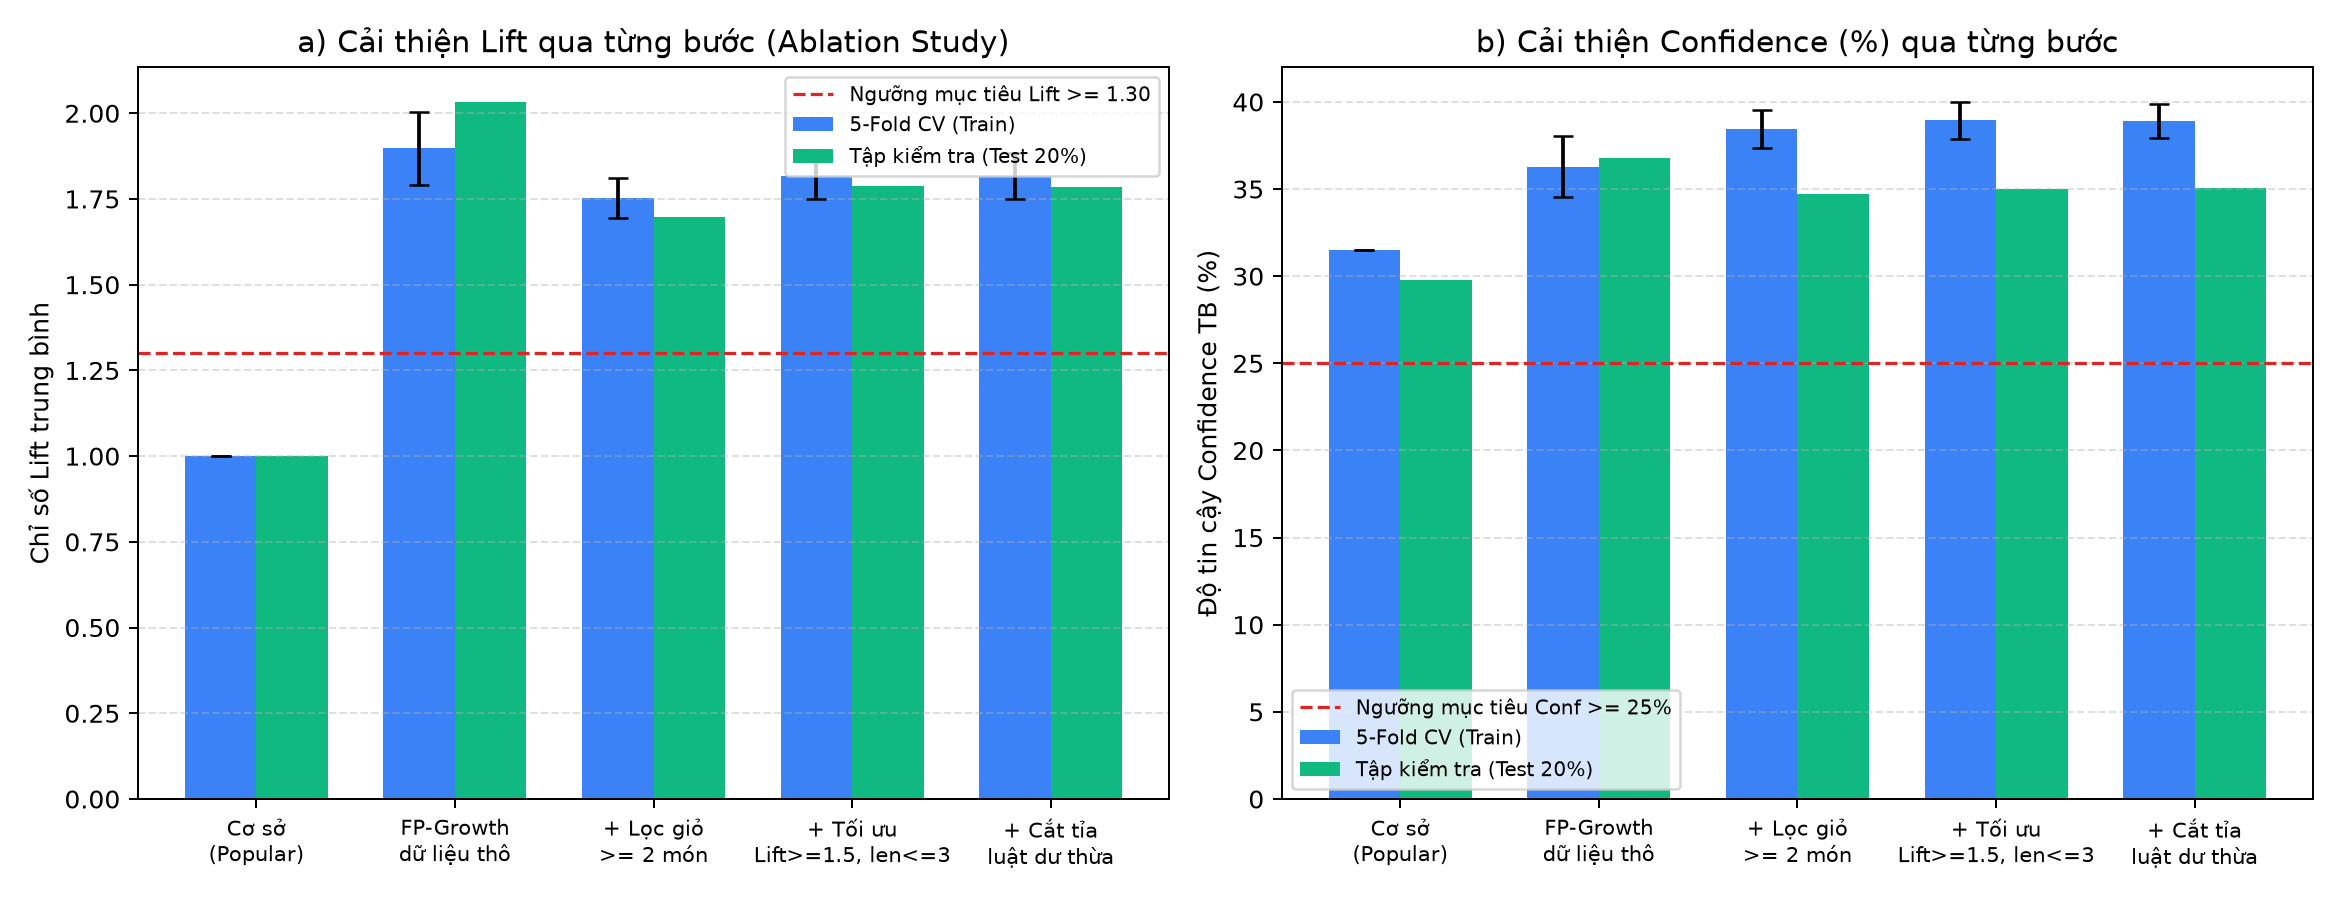 a) Cải thiện Lift qua từng bước (Ablation Study)
Chỉ số Lift trung bình
2.00
1.75
1.50
1.25
1.00
0.75
0.50
0.25
0.00
Ngưỡng mục tiêu Lift >= 1.30
5-Fold CV (Train)
Tập kiểm tra (Test 20%)
Cơ sở
(Popular)
FP-Growth
dữ liệu thô
+ Lọc giỏ
>= 2 món
+ Tối ưu
Lift>=1.5, len<=3
+ Cắt tỉa
luật dư thừa
b) Cải thiện Confidence (%) qua từng bước
Độ tin cậy Confidence TB (%)
40
35
30
25
20
15
10
5
0
Ngưỡng mục tiêu Conf >= 25%
5-Fold CV (Train)
Tập kiểm tra (Test 20%)
Cơ sở
(Popular)
FP-Growth
dữ liệu thô
+ Lọc giỏ
>= 2 món
+ Tối ưu
Lift>=1.5, len<=3
+ Cắt tỉa
luật dư thừa